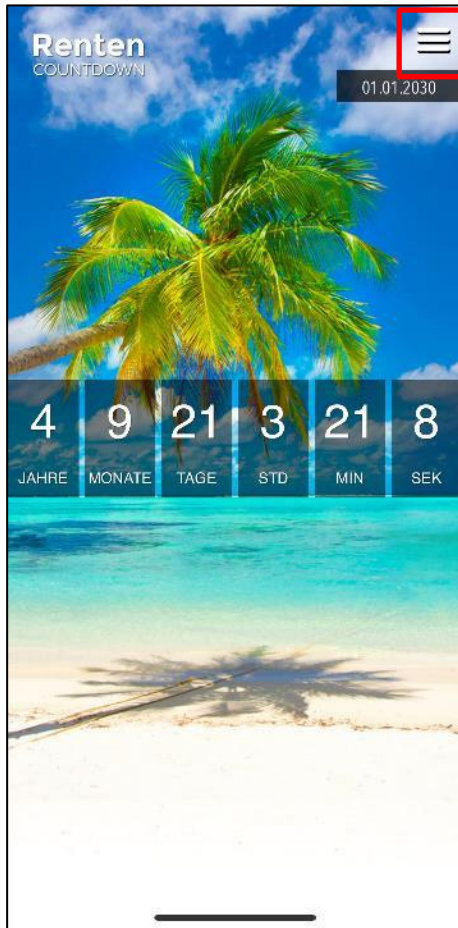 Renten
COUNTDOWN
01.01.2030
4 9 21 3 21 8
JAHRE MONATE TAGE STD MIN SEK